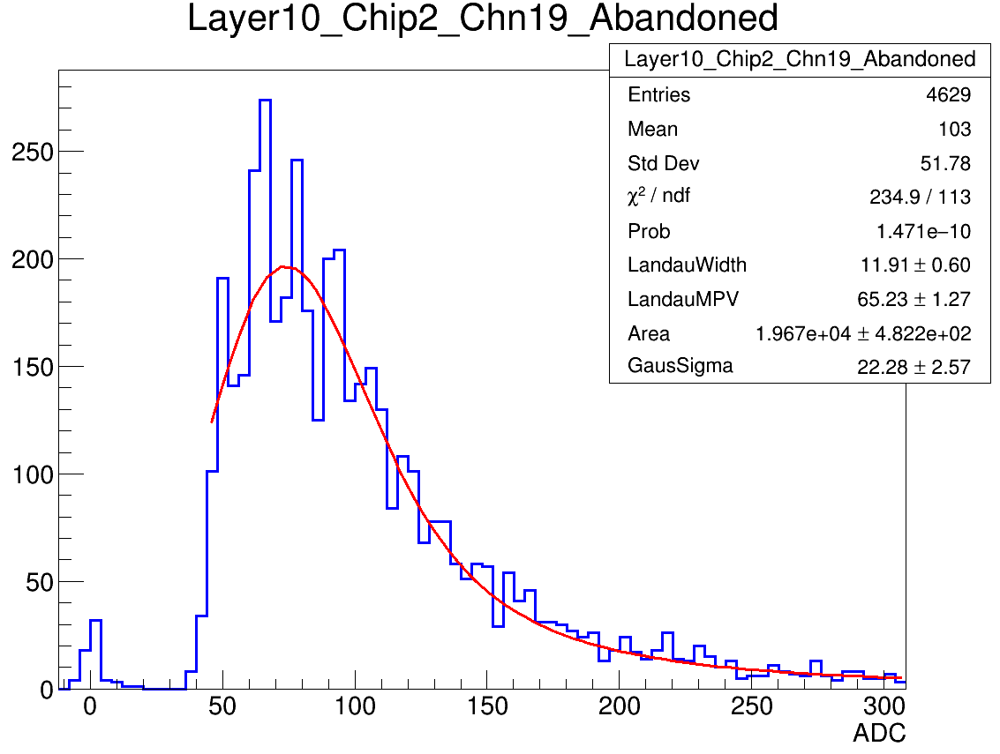 Layer10_Chip2_Chn19_Abandoned
Layer10_Chip2_Chn19_Abandoned
Entries 4629
Mean 103
Std Dev 51.78
χ² / ndf 234.9 / 113
Prob 1.471e–10
LandauWidth 11.91 ± 0.60
LandauMPV 65.23 ± 1.27
Area 1.967e+04 ± 4.822e+02
GausSigma 22.28 ± 2.57
250
200
150
100
50
0
0 50 100 150 200 250 300
ADC